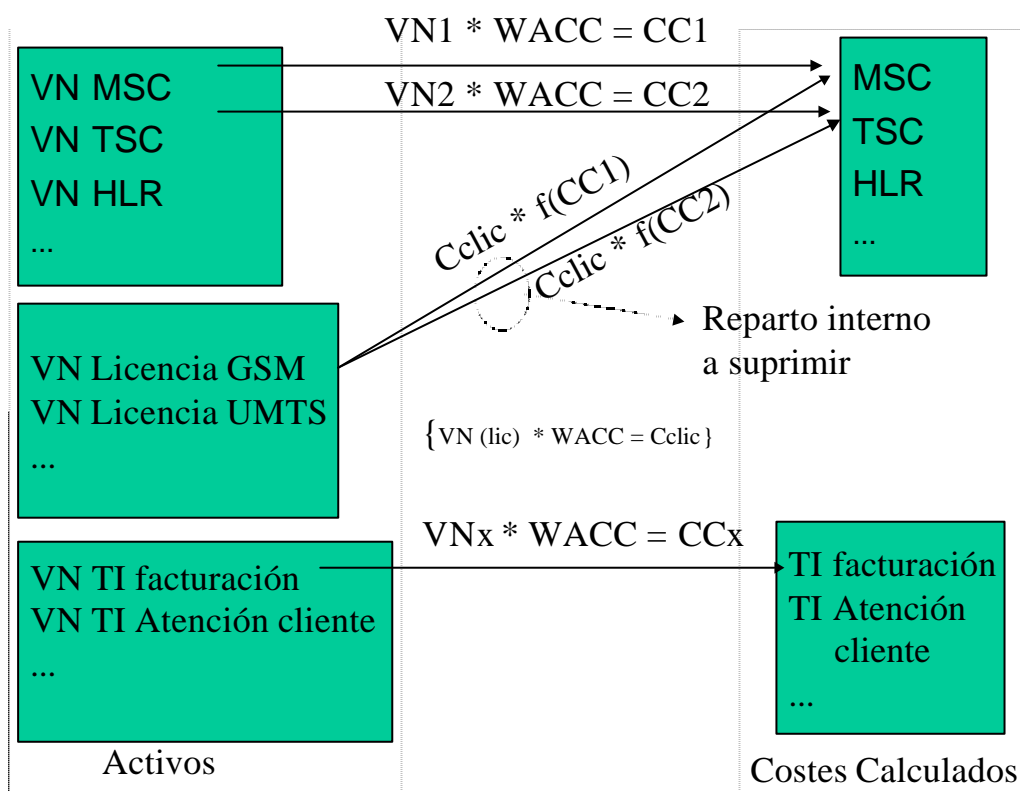 VN1 * WACC = CC1
VN MSC
VN TSC
VN HLR
...
VN2 * WACC = CC2
MSC
TSC
HLR
...
Cclic * f(CC1)
Cclic * f(CC2)
Reparto interno
a suprimir
VN Licencia GSM
VN Licencia UMTS
...
{VN (lic) * WACC = Cclic}
VNx * WACC = CCx
VN TI facturación
VN TI Atención cliente
...
TI facturación
TI Atención
cliente
...
Activos
Costes Calculados